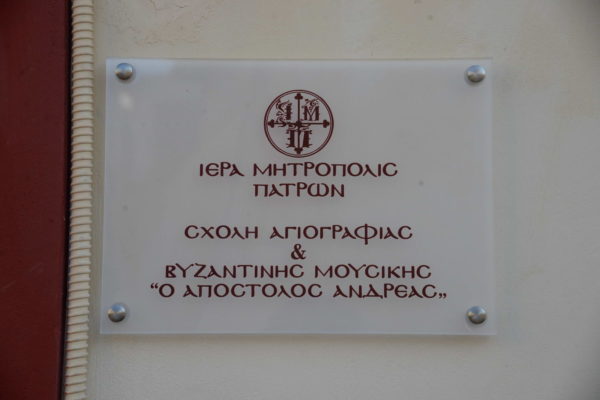 Ι Μ
Π
ΙΕΡΑ ΜΗΤΡΟΠΟΛΙΣ
ΠΑΤΡΩΝ
ΣΧΟΛΗ ΑΓΙΟΓΡΑΦΙΑΣ
&
ΒΥΖΑΝΤΙΝΗΣ ΜΟΥΣΙΚΗΣ
“Ο ΑΠΟΣΤΟΛΟΣ ΑΝΔΡΕΑΣ„